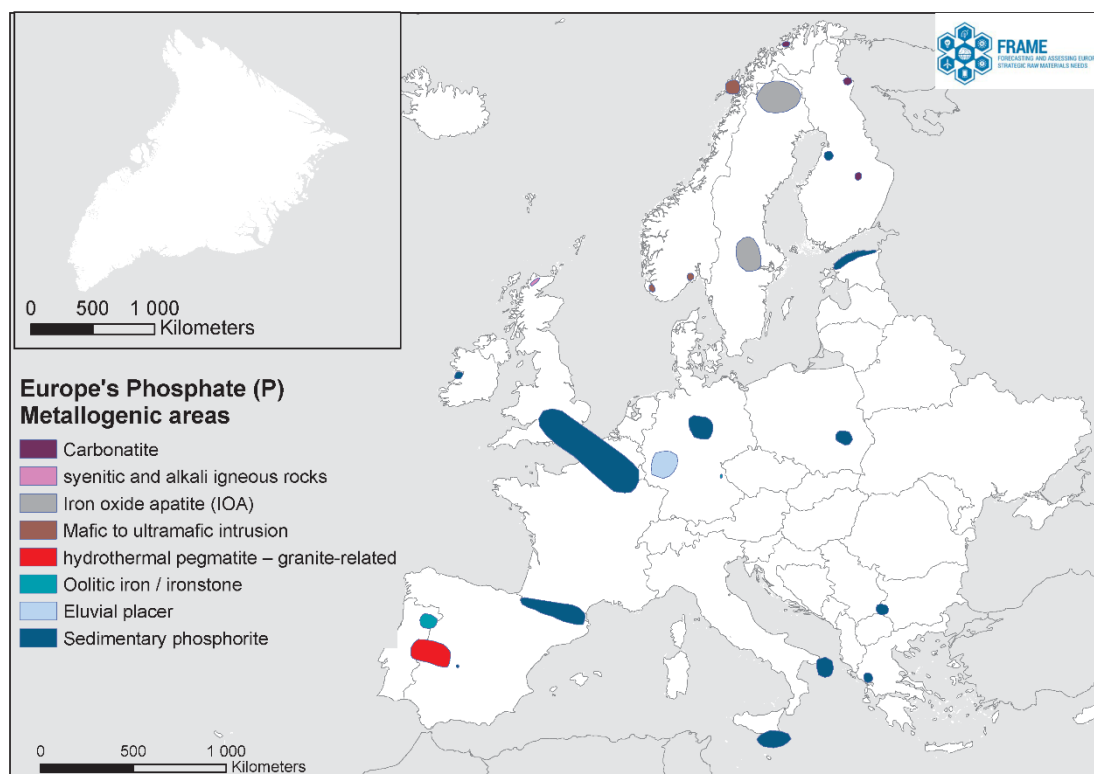 FRAME
FORECASTING AND ASSESSING EURO
STRATEGIC RAW MATERIALS NEEDS
0 500 1 000
Kilometers
Europe's Phosphate (P)
Metallogenic areas
Carbonatite
syenitic and alkali igneous rocks
Iron oxide apatite (IOA)
Mafic to ultramafic intrusion
hydrothermal pegmatite – granite-related
Oolitic iron / ironstone
Eluvial placer
Sedimentary phosphorite
0 500 1 000
Kilometers